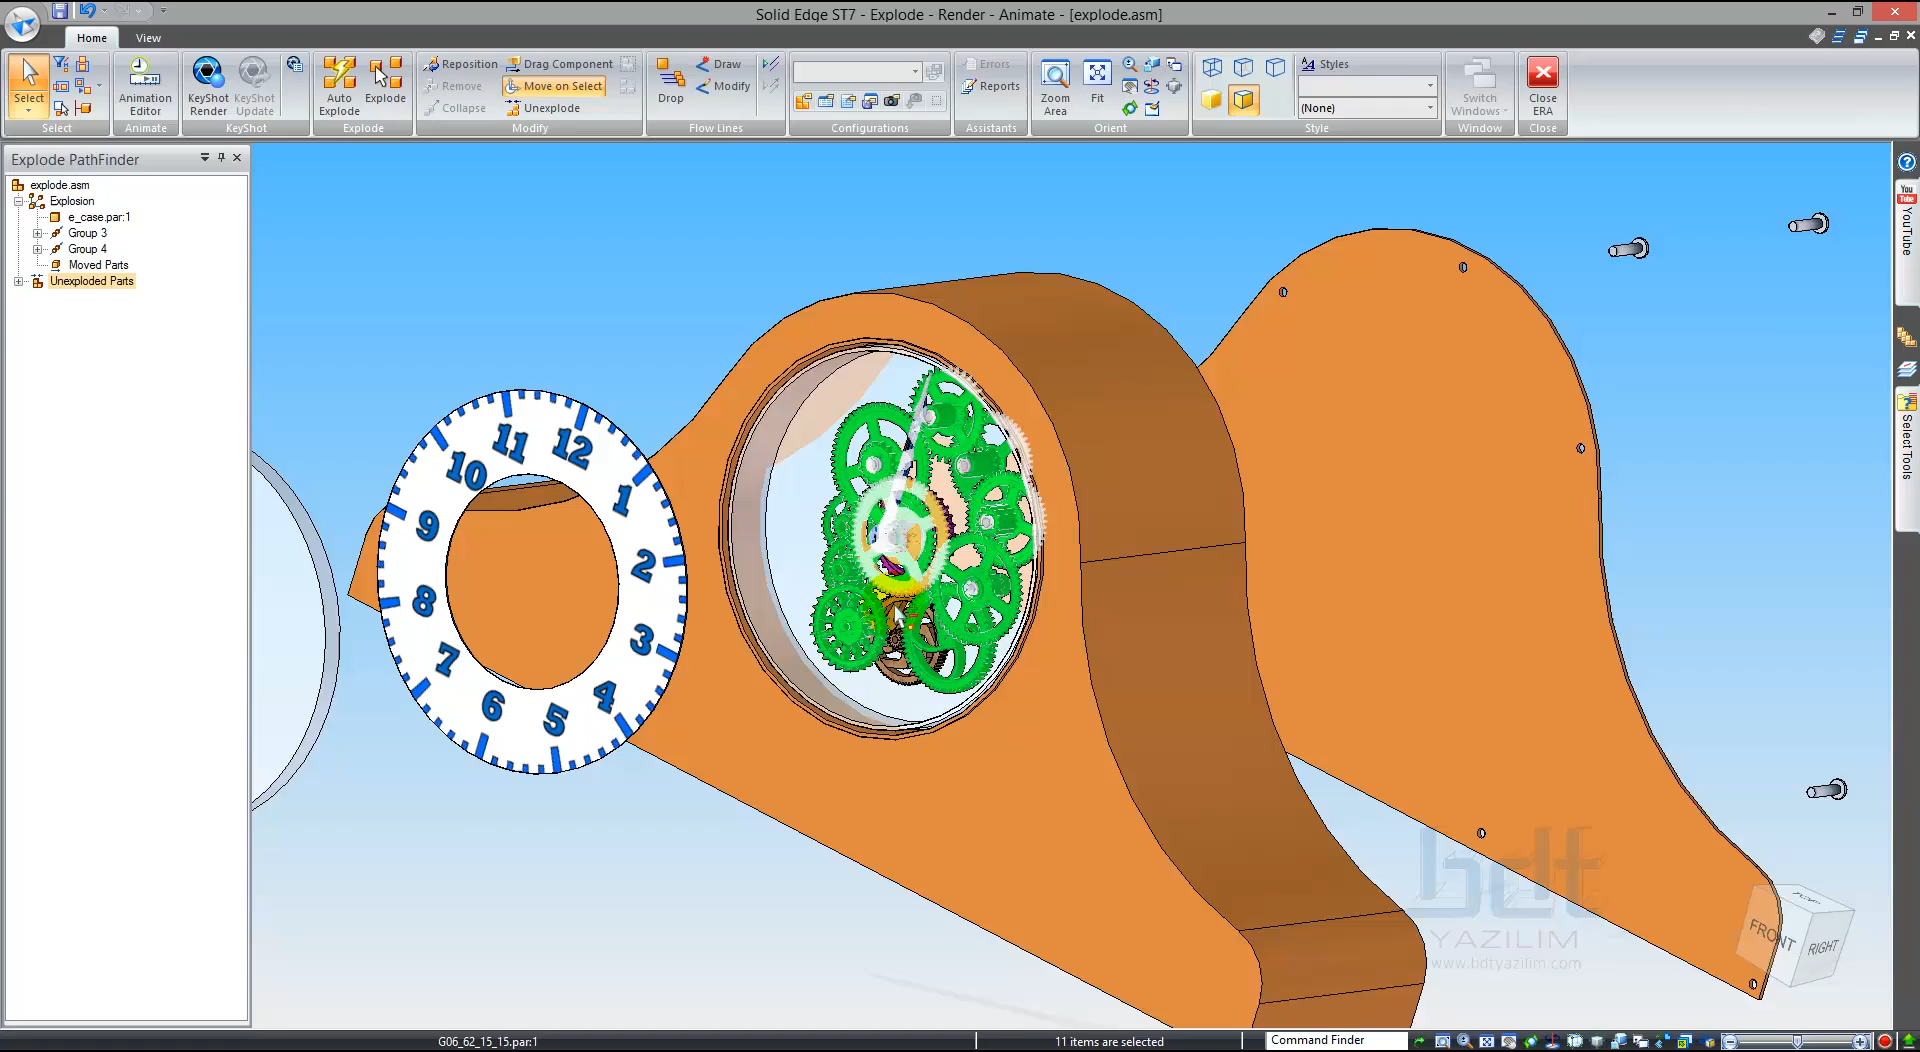 Solid Edge ST7 - Explode - Render - Animate - [explode.asm]
Home View
Select
Select
Animation Editor
Animate
KeyShot Render
KeyShot Update
KeyShot
Auto Explode
Explode
Explode
Reposition
Remove
Collapse
Drag Component
Move on Select
Unexplode
Modify
Drop
Draw
Modify
Flow Lines
Configurations
Errors
Reports
Assistants
Zoom Area
Fit
Orient
Styles
(None)
Style
Switch Windows
Window
Close ERA
Close
Explode PathFinder
explode.asm
Explosion
e_case.par:1
Group 3
Group 4
Moved Parts
Unexploded Parts
12
1
2
3
4
5
6
7
8
9
10
11
You Tube
YouTube
Select Tools
bdt
YAZILIM
www.bdtyazilim.com
TOP
FRONT
RIGHT
G06_62_15_15.par:1
11 items are selected
Command Finder